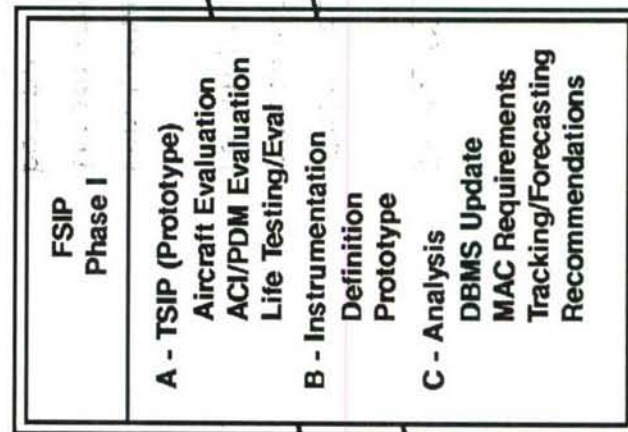 FSIP
Phase I
A - TSIP (Prototype)
Aircraft Evaluation
ACI/PDM Evaluation
Life Testing/Eval
B - Instrumentation
Definition
Prototype
C - Analysis
DBMS Update
MAC Requirements
Tracking/Forecasting
Recommendations